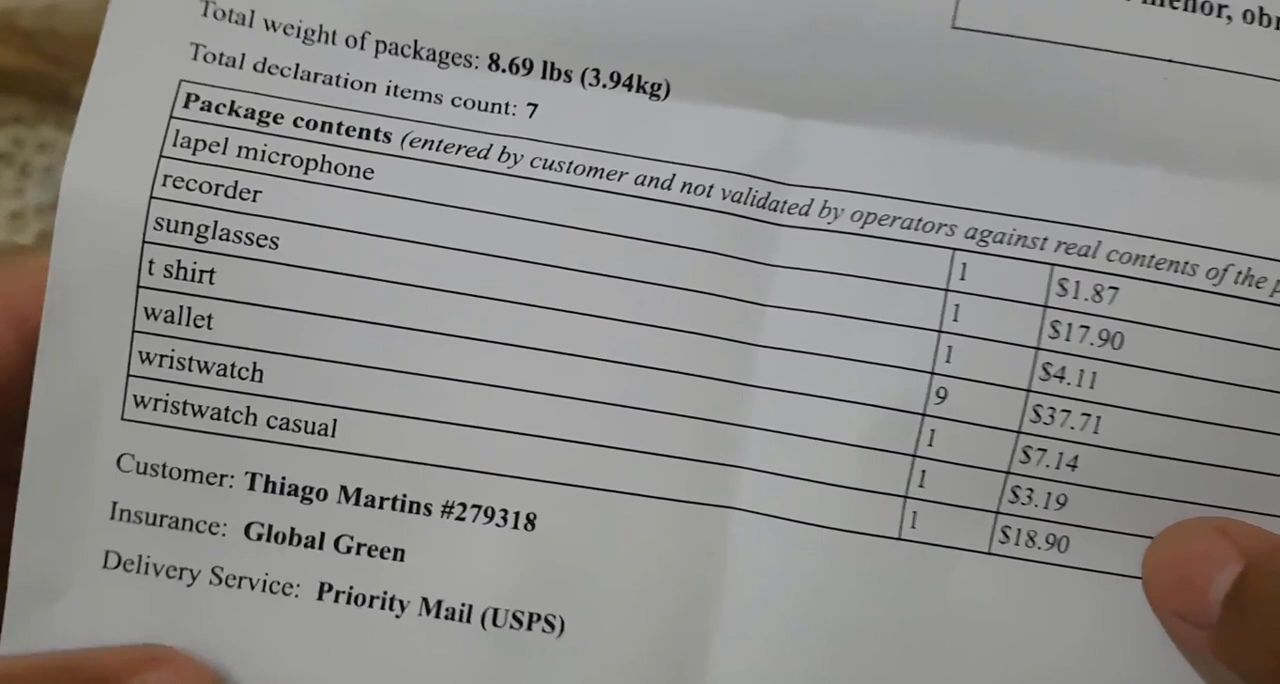 obr
Total weight of packages: 8.69 lbs (3.94kg)
Total declaration items count: 7
Package contents (entered by customer and not validated by operators against real contents of the
lapel microphone 1 $1.87
recorder 1 $17.90
sunglasses 1 $4.11
t shirt 9 $37.71
wallet 1 $7.14
wristwatch 1 $3.19
wristwatch casual 1 $18.90
Customer: Thiago Martins #279318
Insurance: Global Green
Delivery Service: Priority Mail (USPS)